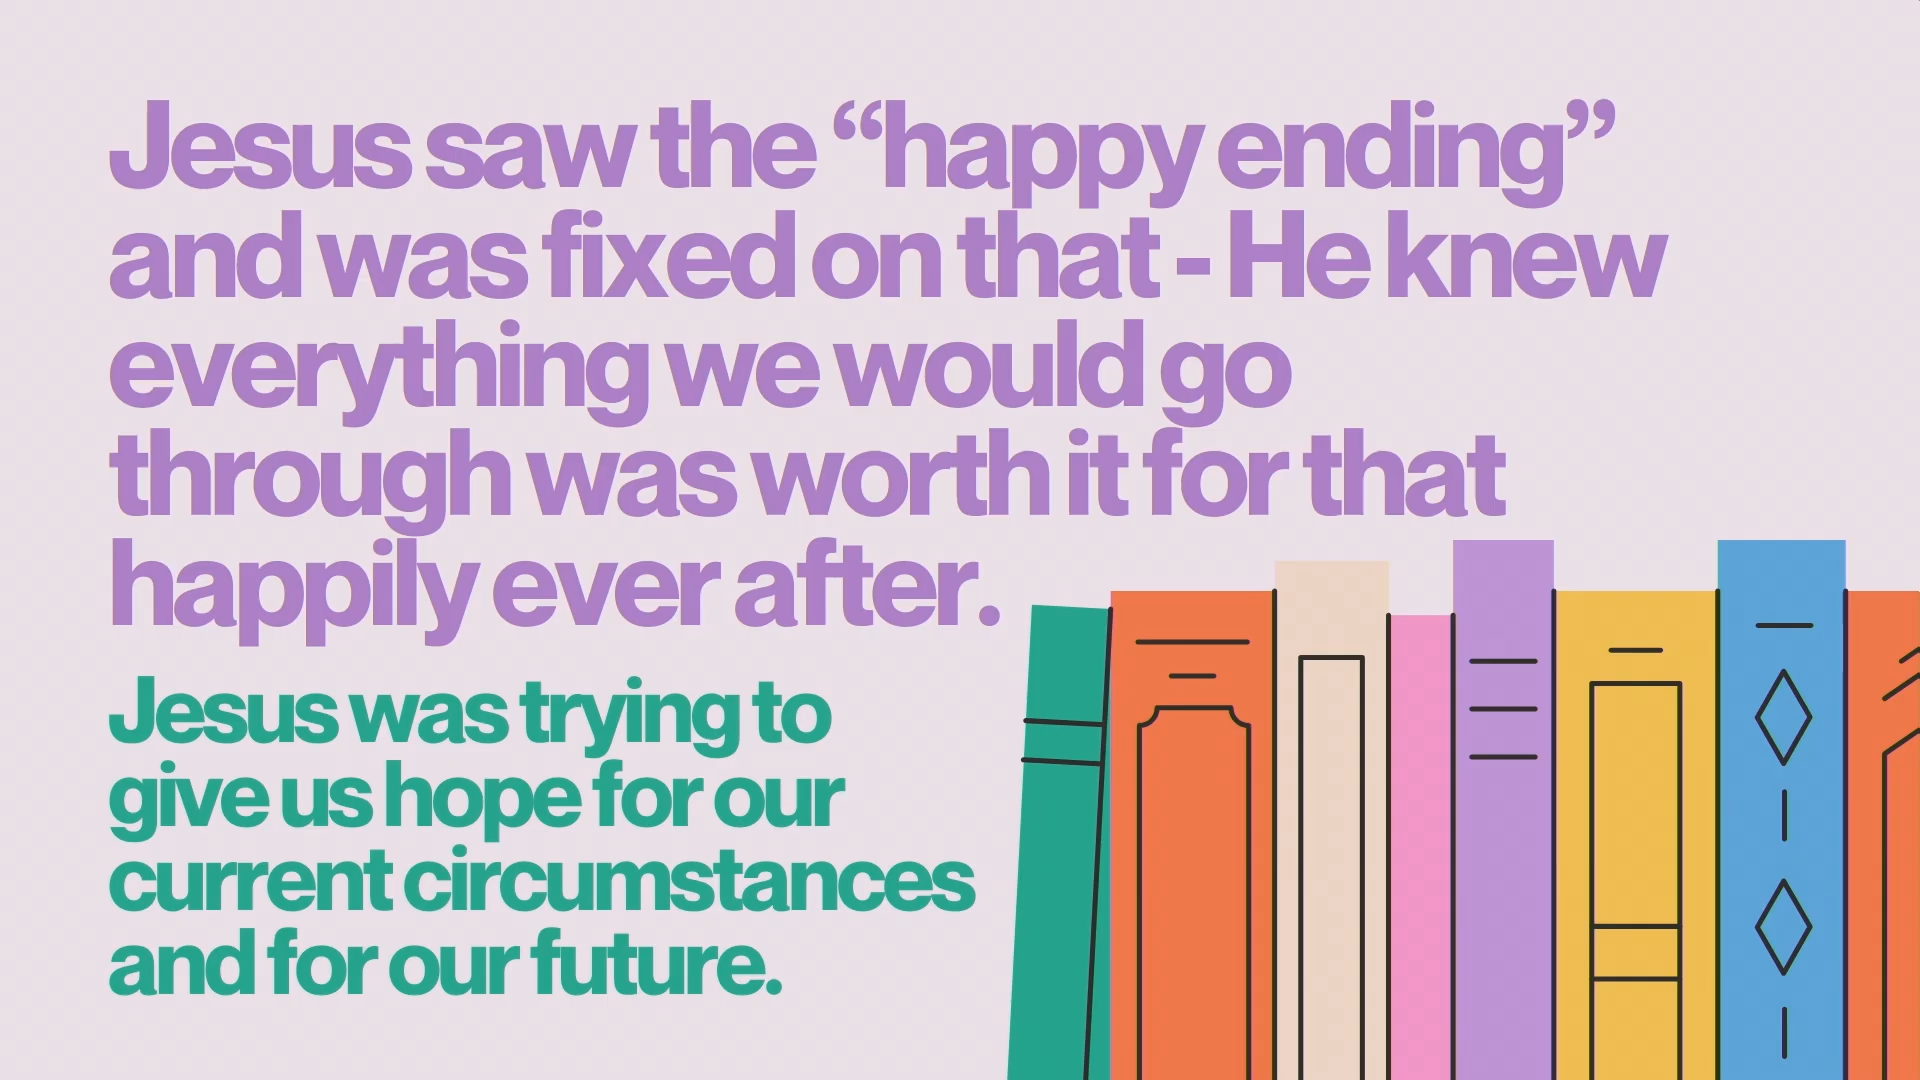 Jesus saw the “happy ending”
and was fixed on that - He knew
everything we would go
through was worth it for that
happily ever after.
Jesus was trying to
give us hope for our
current circumstances
and for our future.